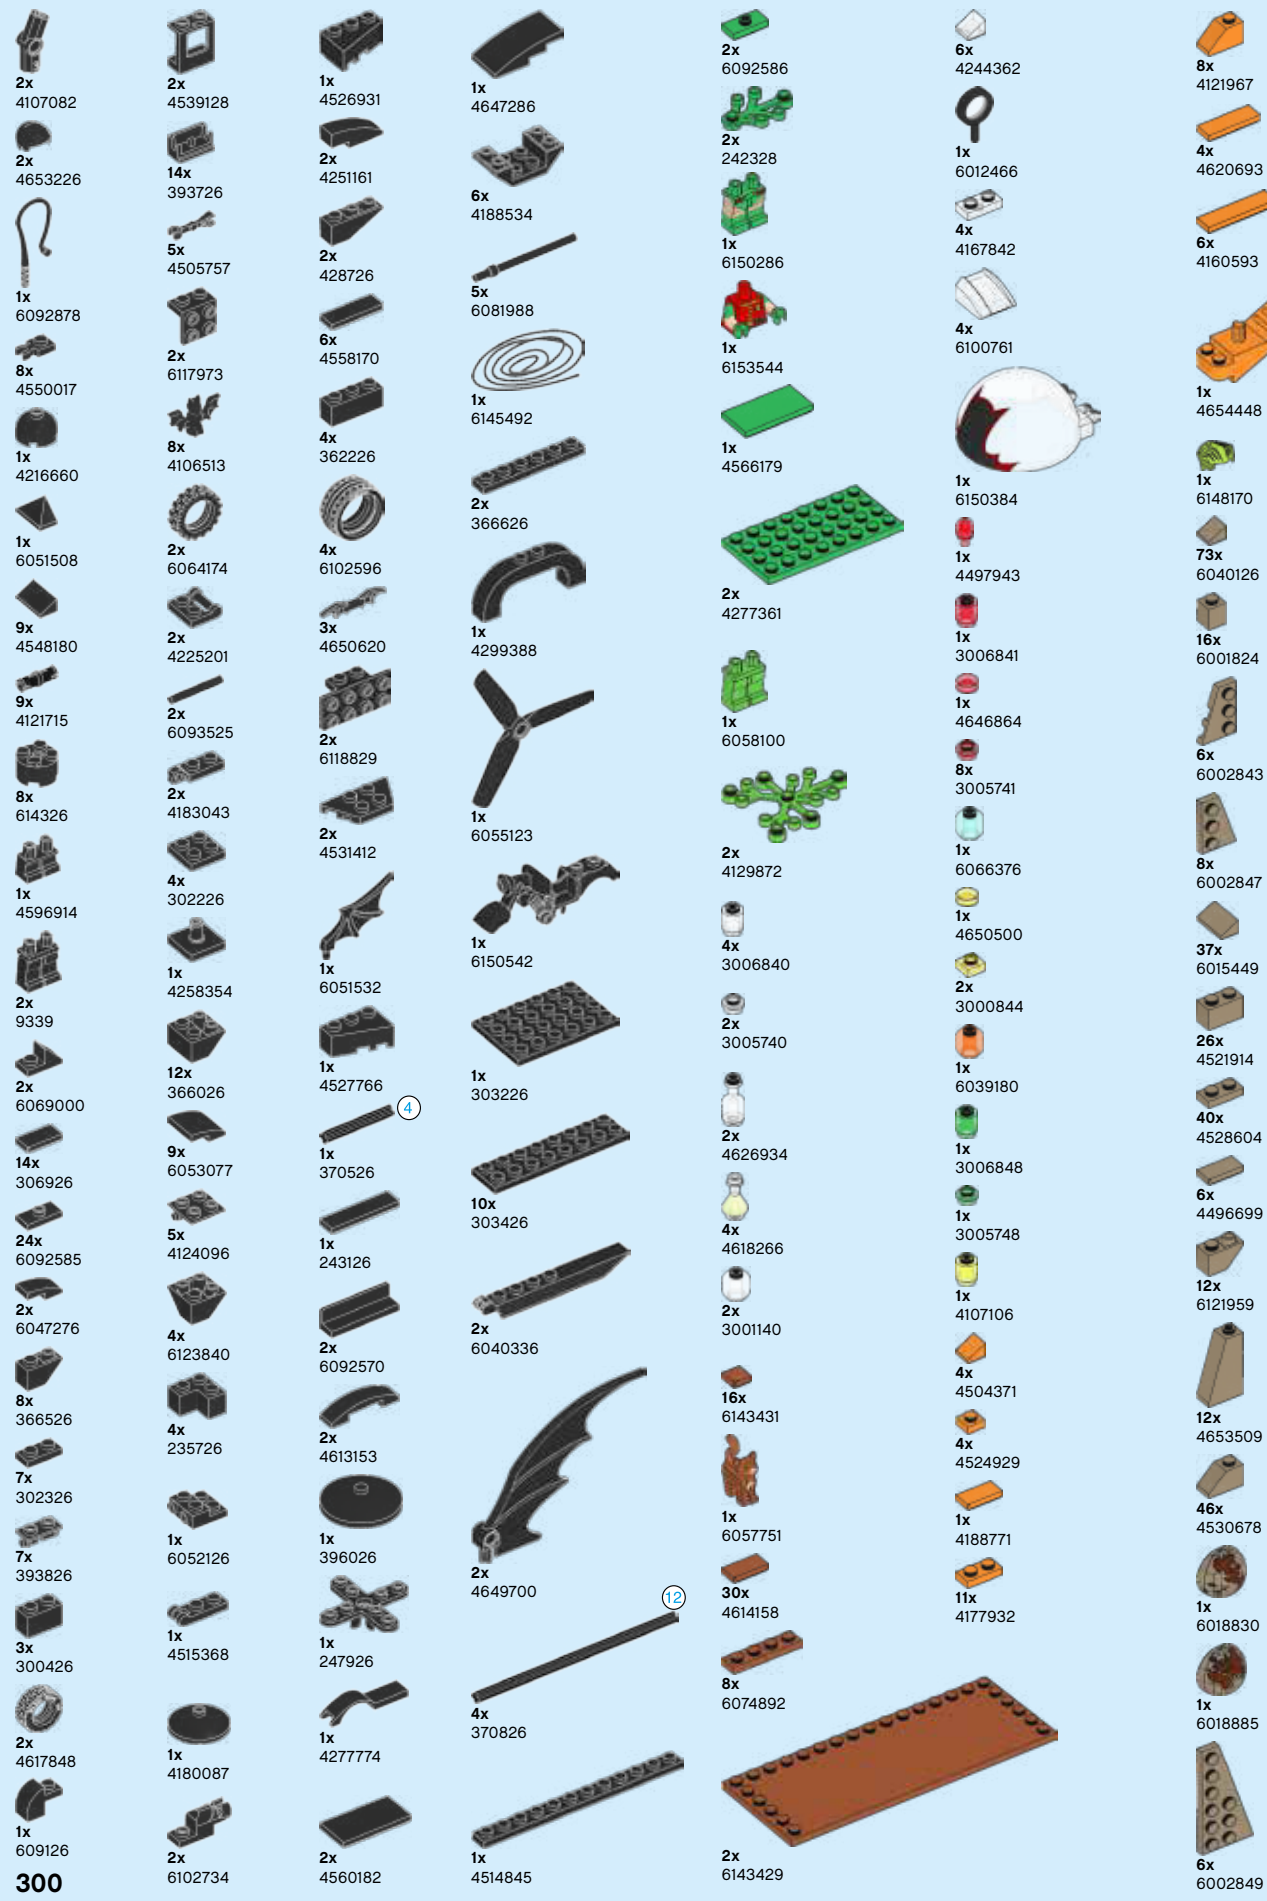 2x
4107082
2x
4653226
1x
6092878
8x
4550017
1x
4216660
1x
6051508
9x
4548180
9x
4121715
8x
614326
1x
4596914
2x
9339
2x
6069000
14x
306926
24x
6092585
2x
6047276
8x
366526
7x
302326
7x
393826
3x
300426
2x
4617848
1x
609126
300
2x
4539128
14x
393726
5x
4505757
2x
6117973
8x
4106513
2x
6064174
2x
4225201
2x
6093525
2x
4183043
4x
302226
1x
4258354
12x
366026
9x
6053077
5x
4124096
4x
6123840
4x
235726
1x
6052126
1x
4515368
1x
4180087
2x
6102734
1x
4526931
2x
4251161
2x
428726
6x
4558170
4x
362226
4x
6102596
3x
4650620
2x
6118829
2x
4531412
1x
6051532
1x
4527766
4
1x
370526
1x
243126
2x
6092570
2x
4613153
1x
396026
1x
247926
1x
4277774
2x
4560182
1x
4647286
6x
4188534
5x
6081988
1x
6145492
2x
366626
1x
4299388
1x
6055123
1x
6150542
1x
303226
10x
303426
2x
6040336
2x
4649700
12
4x
370826
1x
4514845
2x
6092586
2x
242328
1x
6150286
1x
6153544
1x
4566179
2x
4277361
1x
6058100
2x
4129872
4x
3006840
2x
3005740
2x
4626934
4x
4618266
2x
3001140
16x
6143431
1x
6057751
30x
4614158
8x
6074892
2x
6143429
6x
4244362
1x
6012466
4x
4167842
4x
6100761
1x
6150384
1x
4497943
1x
3006841
1x
4646864
8x
3005741
1x
6066376
1x
4650500
2x
3000844
1x
6039180
1x
3006848
1x
3005748
1x
4107106
4x
4504371
4x
4524929
1x
4188771
11x
4177932
8x
4121967
4x
4620693
6x
4160593
1x
4654448
1x
6148170
73x
6040126
16x
6001824
6x
6002843
8x
6002847
37x
6015449
26x
4521914
40x
4528604
6x
4496699
12x
6121959
12x
4653509
46x
4530678
1x
6018830
1x
6018885
6x
6002849